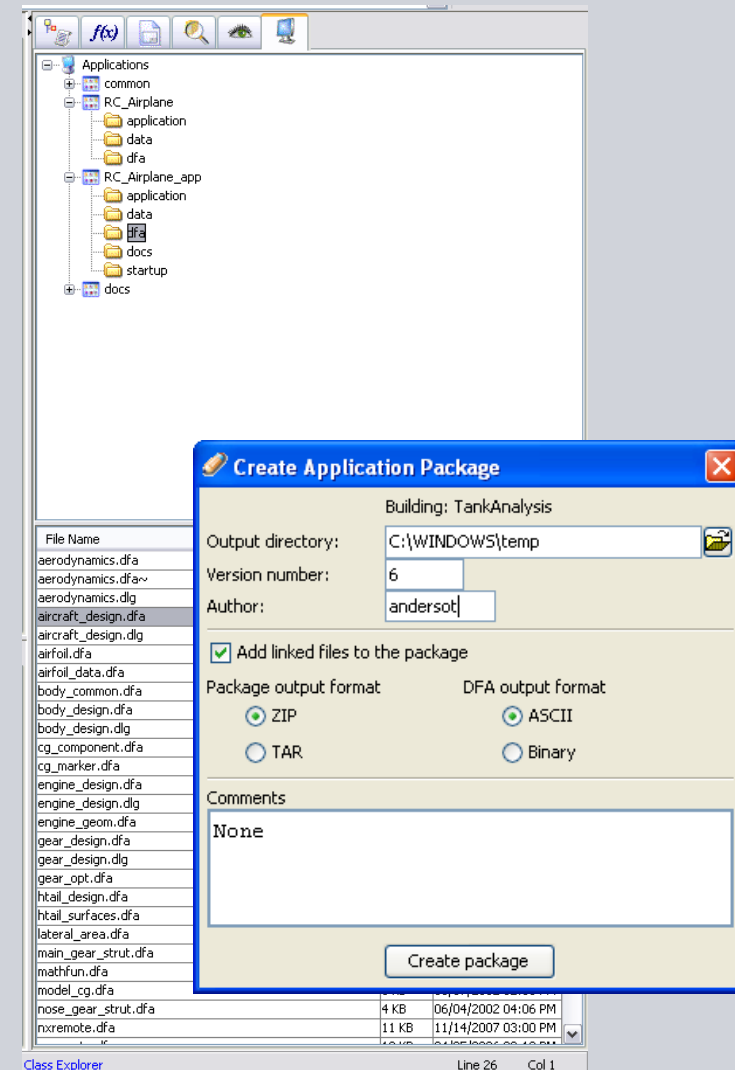 f(x)
Applications
common
RC_Airplane
application
data
dfa
RC_Airplane_app
application
data
dfa
docs
startup
docs
Create Application Package
Building: TankAnalysis
Output directory: C:\WINDOWS\temp
Version number: 6
Author: andersot
Add linked files to the package
Package output format DFA output format
ZIP ASCII
TAR Binary
Comments
None
Create package
File Name
aerodynamics.dfa
aerodynamics.dfa~
aerodynamics.dlg
aircraft_design.dfa
aircraft_design.dlg
airfoil.dfa
airfoil_data.dfa
body_common.dfa
body_design.dfa
body_design.dlg
cg_component.dfa
cg_marker.dfa
engine_design.dfa
engine_design.dlg
engine_geom.dfa
gear_design.dfa
gear_design.dlg
gear_opt.dfa
htail_design.dfa
htail_surfaces.dfa
lateral_area.dfa
main_gear_strut.dfa
mathfun.dfa
model_cg.dfa
nose_gear_strut.dfa 4 KB 06/04/2002 04:06 PM
nxremote.dfa 11 KB 11/14/2007 03:00 PM
Class Explorer Line 26 Col 1